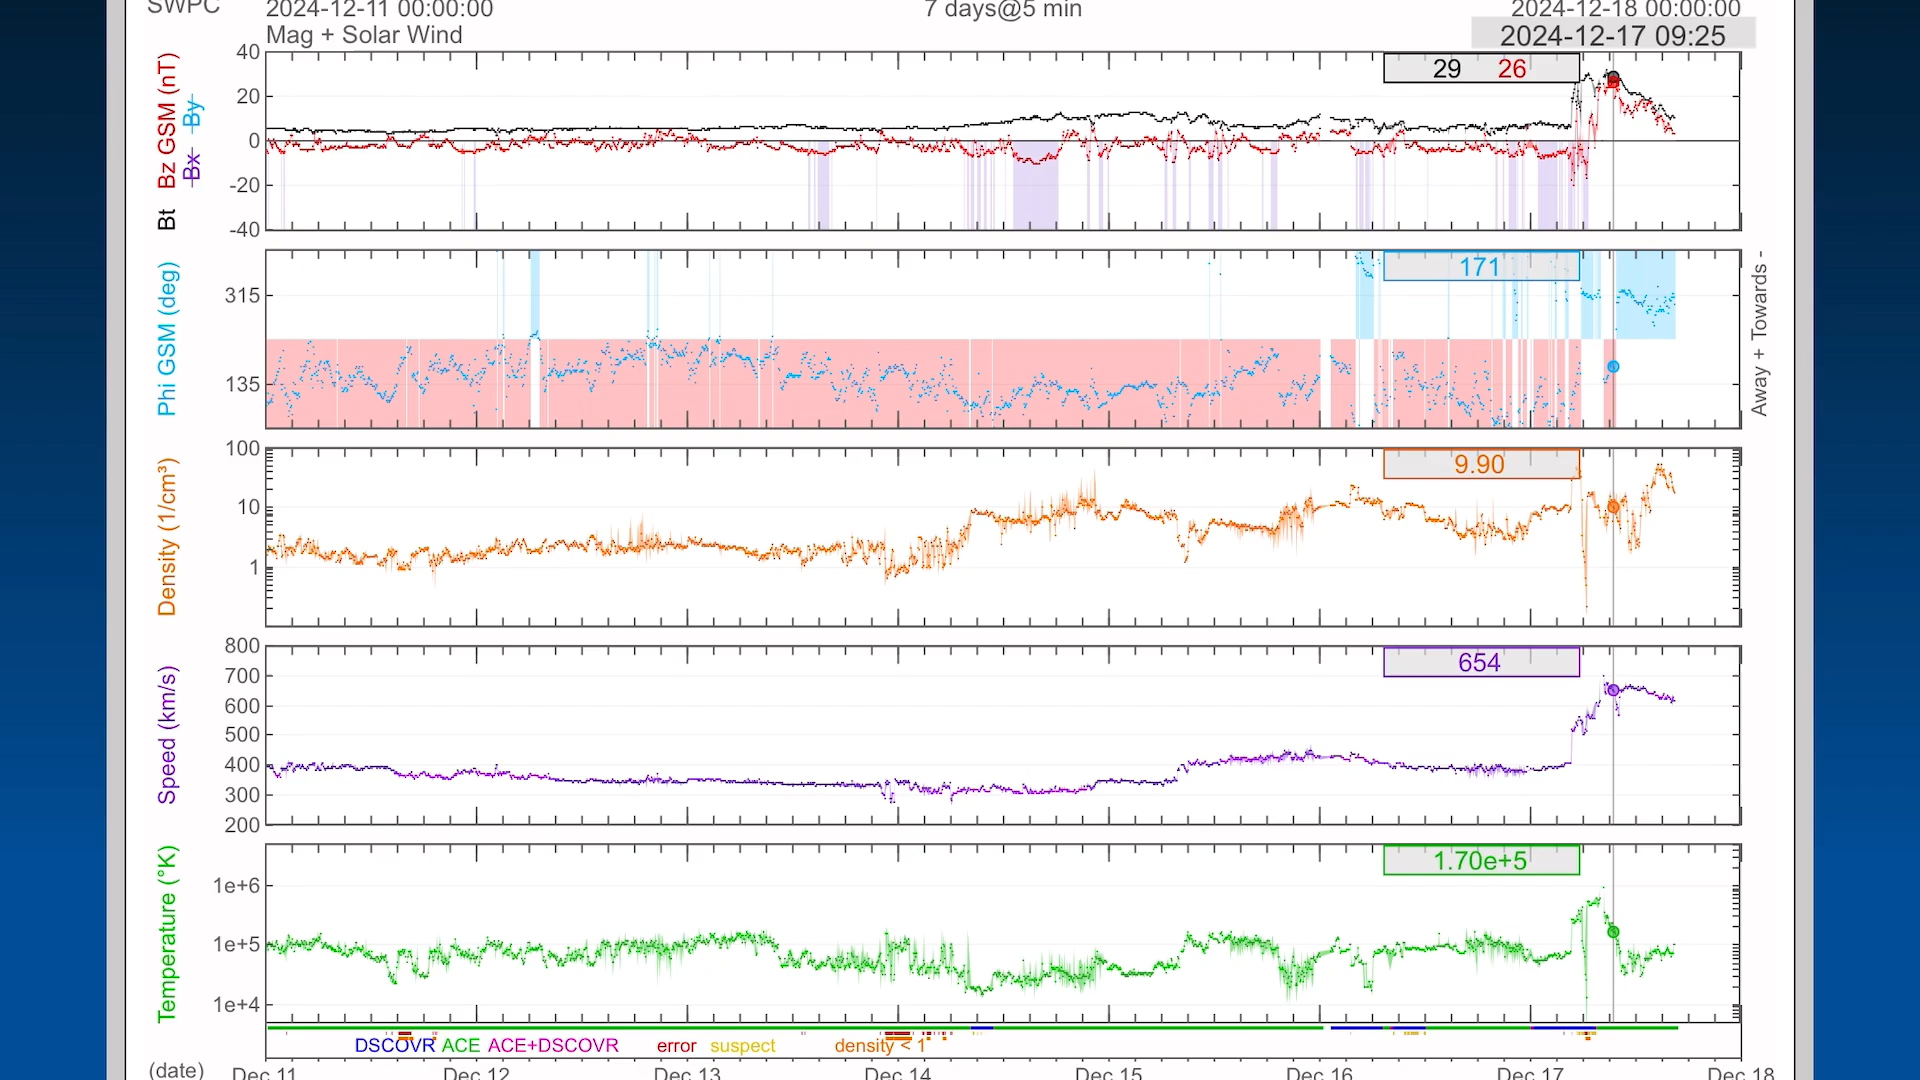 SWPC 2024-12-11 00:00:00 7 days@5 min 2024-12-18 00:00:00
Mag + Solar Wind 2024-12-17 09:25
Bt Bz GSM (nT)
Bx By
40
20
0
-20
-40
29 26
Phi GSM (deg)
315
135
171
Away + Towards -
Density (1/cm³)
100
10
1
9.90
Speed (km/s)
800
700
600
500
400
300
200
654
Temperature (°K)
1e+6
1e+5
1e+4
1.70e+5
DSCOVR ACE ACE+DSCOVR error suspect density < 1
(date) Dec 11 Dec 12 Dec 13 Dec 14 Dec 15 Dec 16 Dec 17 Dec 18